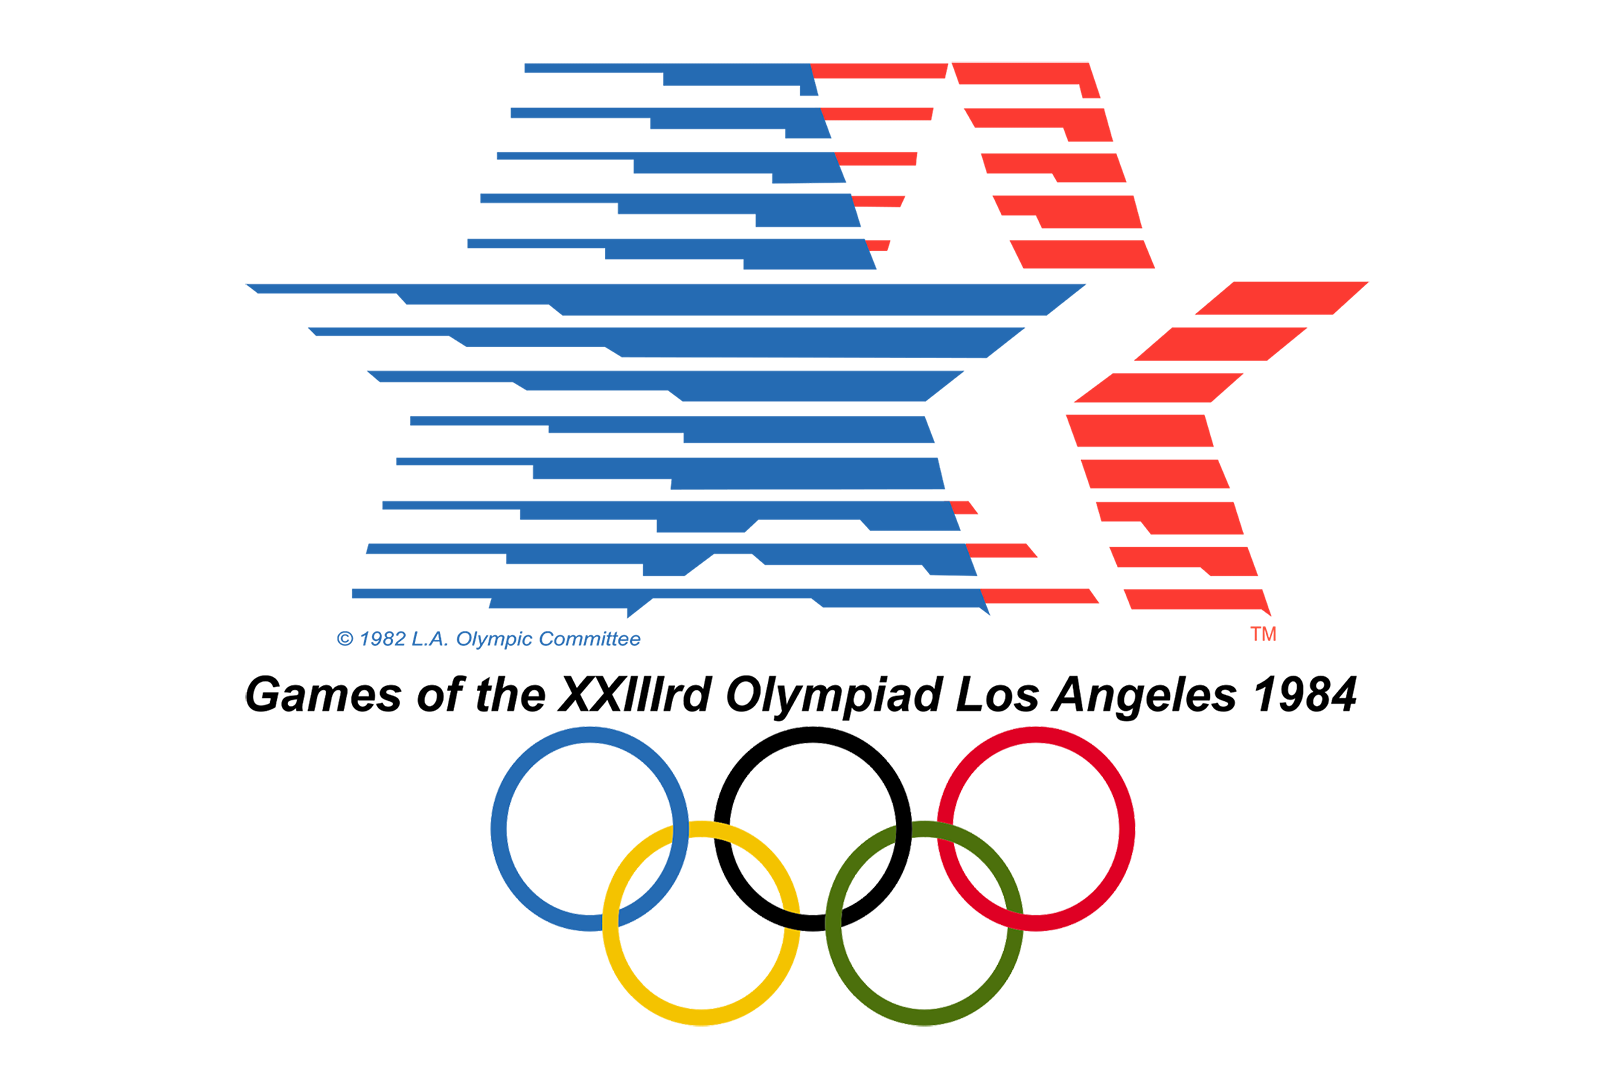 © 1982 L.A. Olympic Committee
TM
Games of the XXIIIrd Olympiad Los Angeles 1984